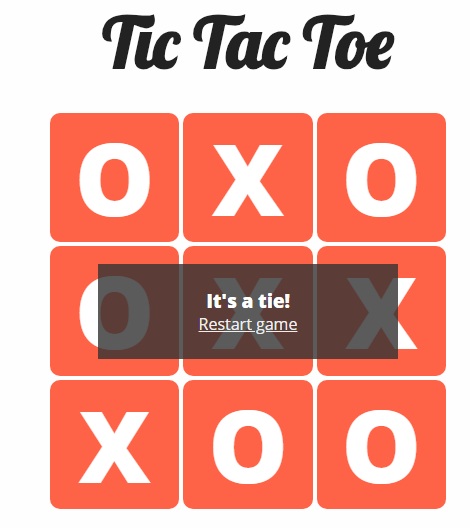 Tic Tac Toe
O X O
O X X
It's a tie!
Restart game
X O O